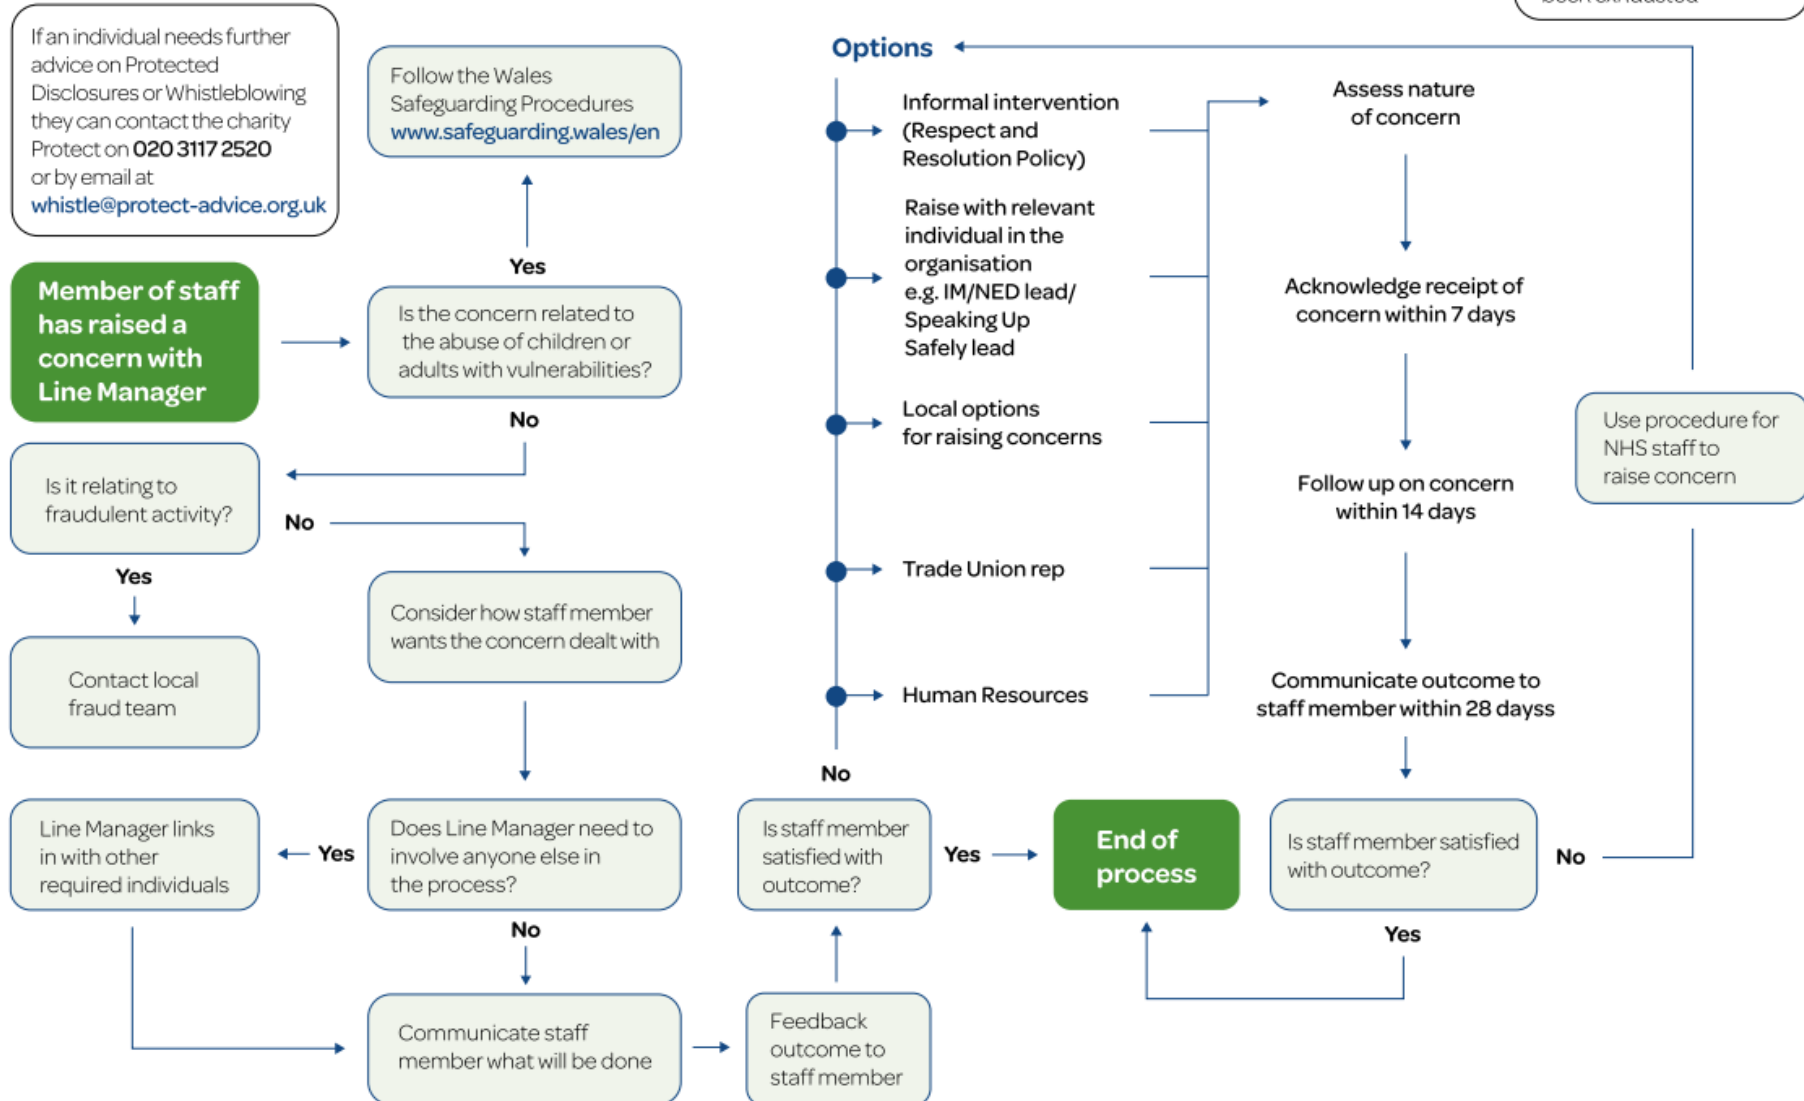 been exhausted
If an individual needs further
advice on Protected
Disclosures or Whistleblowing
they can contact the charity
Protect on 020 3117 2520
or by email at
whistle@protect-advice.org.uk
Follow the Wales
Safeguarding Procedures
www.safeguarding.wales/en
Yes
Member of staff
has raised a
concern with
Line Manager
Is the concern related to
the abuse of children or
adults with vulnerabilities?
No
Is it relating to
fraudulent activity?
No
Yes
Contact local
fraud team
Consider how staff member
wants the concern dealt with
Line Manager links
in with other
required individuals
Yes
Does Line Manager need to
involve anyone else in
the process?
No
Communicate staff
member what will be done
Feedback
outcome to
staff member
Is staff member
satisfied with
outcome?
No
Yes
End of
process
Options
Informal intervention
(Respect and
Resolution Policy)
Raise with relevant
individual in the
organisation
e.g. IM/NED lead/
Speaking Up
Safely lead
Local options
for raising concerns
Trade Union rep
Human Resources
Assess nature
of concern
Acknowledge receipt of
concern within 7 days
Follow up on concern
within 14 days
Communicate outcome to
staff member within 28 dayss
Is staff member satisfied
with outcome?
No
Yes
Use procedure for
NHS staff to
raise concern